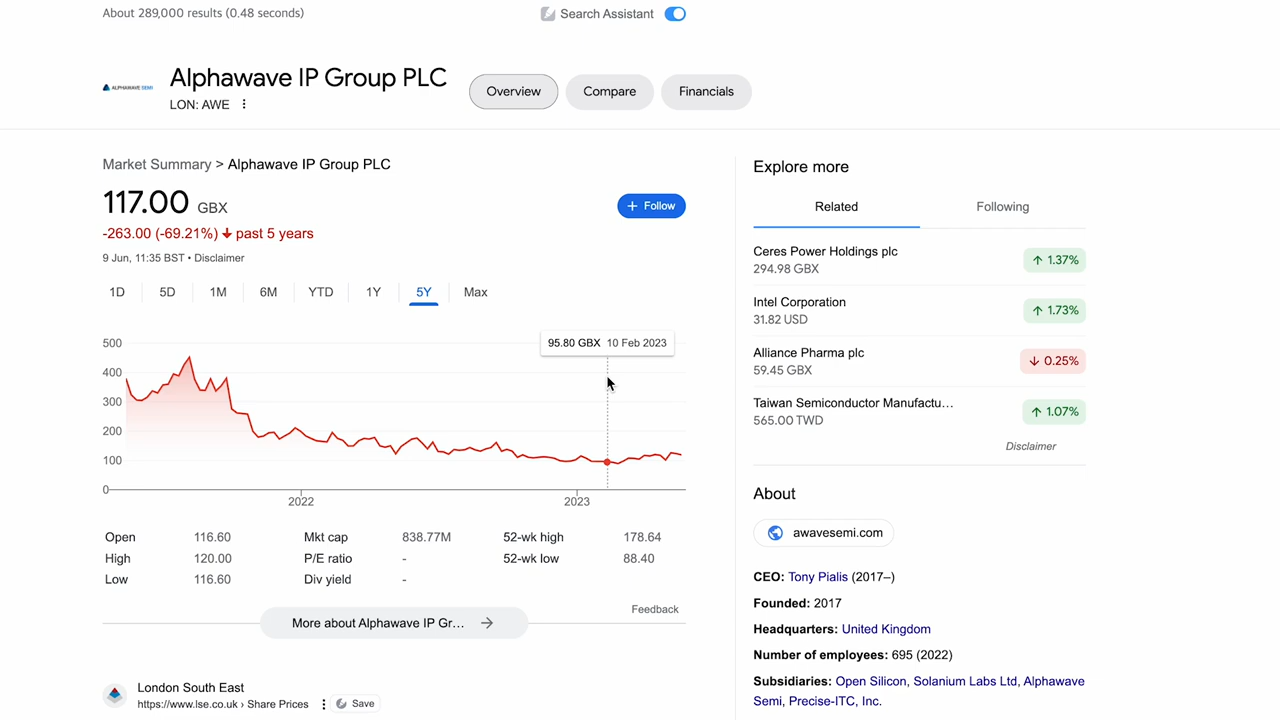 About 289,000 results (0.48 seconds)
Search Assistant
ALPHAWAVE SEMI
Alphawave IP Group PLC
LON: AWE
Overview
Compare
Financials
Market Summary > Alphawave IP Group PLC
117.00 GBX
+ Follow
-263.00 (-69.21%) ↓ past 5 years
9 Jun, 11:35 BST • Disclaimer
1D
5D
1M
6M
YTD
1Y
5Y
Max
95.80 GBX 10 Feb 2023
500
400
300
200
100
0
2022
2023
Open 116.60
Mkt cap 838.77M
52-wk high 178.64
High 120.00
P/E ratio -
52-wk low 88.40
Low 116.60
Div yield -
Feedback
More about Alphawave IP Gr... →
London South East
https://www.lse.co.uk › Share Prices
Save
Explore more
Related
Following
Ceres Power Holdings plc
294.98 GBX
↑ 1.37%
Intel Corporation
31.82 USD
↑ 1.73%
Alliance Pharma plc
59.45 GBX
↓ 0.25%
Taiwan Semiconductor Manufactu...
565.00 TWD
↑ 1.07%
Disclaimer
About
awavesemi.com
CEO: Tony Pialis (2017–)
Founded: 2017
Headquarters: United Kingdom
Number of employees: 695 (2022)
Subsidiaries: Open Silicon, Solanium Labs Ltd, Alphawave
Semi, Precise-ITC, Inc.